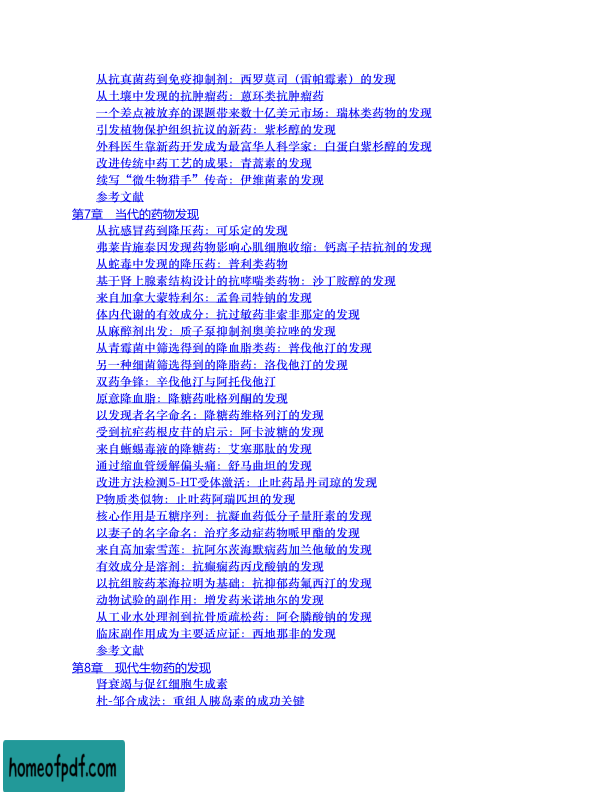 从抗真菌药到免疫抑制剂：西罗莫司（雷帕霉素）的发现
从土壤中发现的抗肿瘤药：蒽环类抗肿瘤药
一个差点被放弃的课题带来数十亿美元市场：瑞林类药物的发现
引发植物保护组织抗议的新药：紫杉醇的发现
外科医生靠新药开发成为最富华人科学家：白蛋白紫杉醇的发现
改进传统中药工艺的成果：青蒿素的发现
续写“微生物猎手”传奇：伊维菌素的发现
参考文献
第7章　当代的药物发现
从抗感冒药到降压药：可乐定的发现
弗莱肯施泰因发现药物影响心肌细胞收缩：钙离子拮抗剂的发现
从蛇毒中发现的降压药：普利类药物
基于肾上腺素结构设计的抗哮喘类药物：沙丁胺醇的发现
来自加拿大蒙特利尔：孟鲁司特钠的发现
体内代谢的有效成分：抗过敏药非索非那定的发现
从麻醉剂出发：质子泵抑制剂奥美拉唑的发现
从青霉菌中筛选得到的降血脂类药：普伐他汀的发现
另一种细菌筛选得到的降脂药：洛伐他汀的发现
双药争锋：辛伐他汀与阿托伐他汀
原意降血脂：降糖药吡格列酮的发现
以发现者名字命名：降糖药维格列汀的发现
受到抗疟药根皮苷的启示：阿卡波糖的发现
来自蜥蜴毒液的降糖药：艾塞那肽的发现
通过缩血管缓解偏头痛：舒马曲坦的发现
改进方法检测5-HT受体激活：止吐药昂丹司琼的发现
P物质类似物：止吐药阿瑞匹坦的发现
核心作用是五糖序列：抗凝血药低分子量肝素的发现
以妻子的名字命名：治疗多动症药物哌甲酯的发现
来自高加索雪莲：抗阿尔茨海默病药加兰他敏的发现
有效成分是溶剂：抗癫痫药丙戊酸钠的发现
以抗组胺药苯海拉明为基础：抗抑郁药氟西汀的发现
动物试验的副作用：增发药米诺地尔的发现
从工业水处理剂到抗骨质疏松药：阿仑膦酸钠的发现
临床副作用成为主要适应证：西地那非的发现
参考文献
第8章　现代生物药的发现
肾衰竭与促红细胞生成素
杜-邹合成法：重组人胰岛素的成功关键
homeofpdf.com